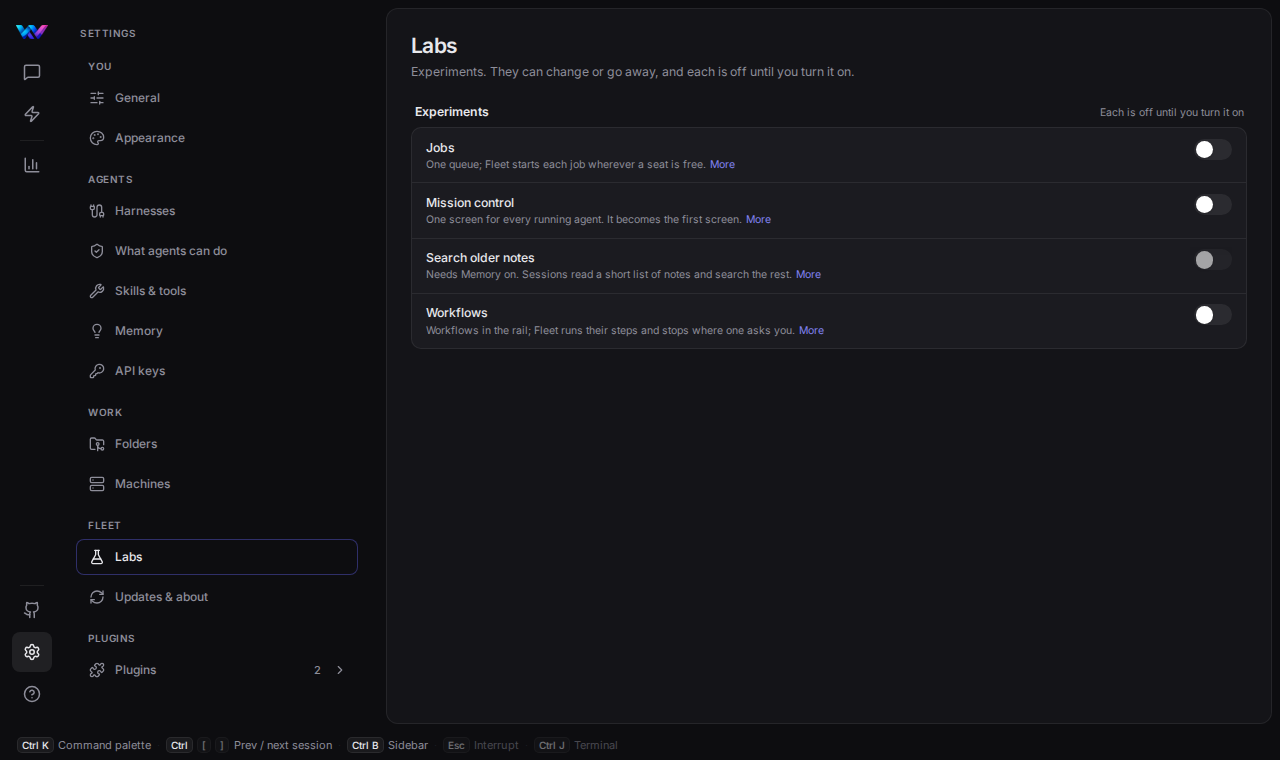 SETTINGS
YOU
General
Appearance
AGENTS
Harnesses
What agents can do
Skills & tools
Memory
API keys
WORK
Folders
Machines
FLEET
Labs
Updates & about
PLUGINS
Plugins 2
Labs
Experiments. They can change or go away, and each is off until you turn it on.
Experiments Each is off until you turn it on
Jobs
One queue; Fleet starts each job wherever a seat is free. More
Mission control
One screen for every running agent. It becomes the first screen. More
Search older notes
Needs Memory on. Sessions read a short list of notes and search the rest. More
Workflows
Workflows in the rail; Fleet runs their steps and stops where one asks you. More
Ctrl K Command palette Ctrl [ ] Prev / next session Ctrl B Sidebar Esc Interrupt Ctrl J Terminal